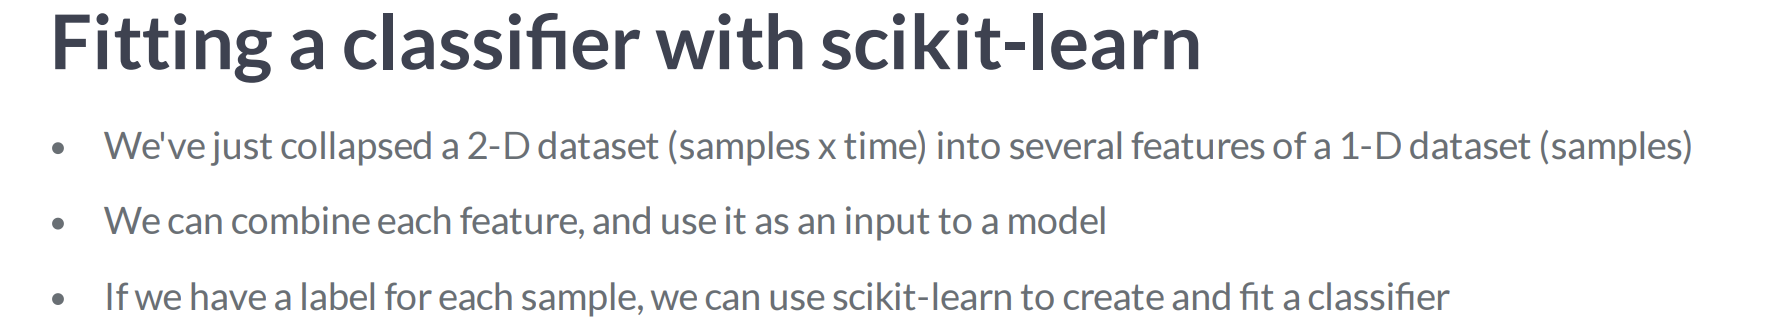 Fitting a classifier with scikit-learn
• We've just collapsed a 2-D dataset (samples x time) into several features of a 1-D dataset (samples)
• We can combine each feature, and use it as an input to a model
• If we have a label for each sample, we can use scikit-learn to create and fit a classifier